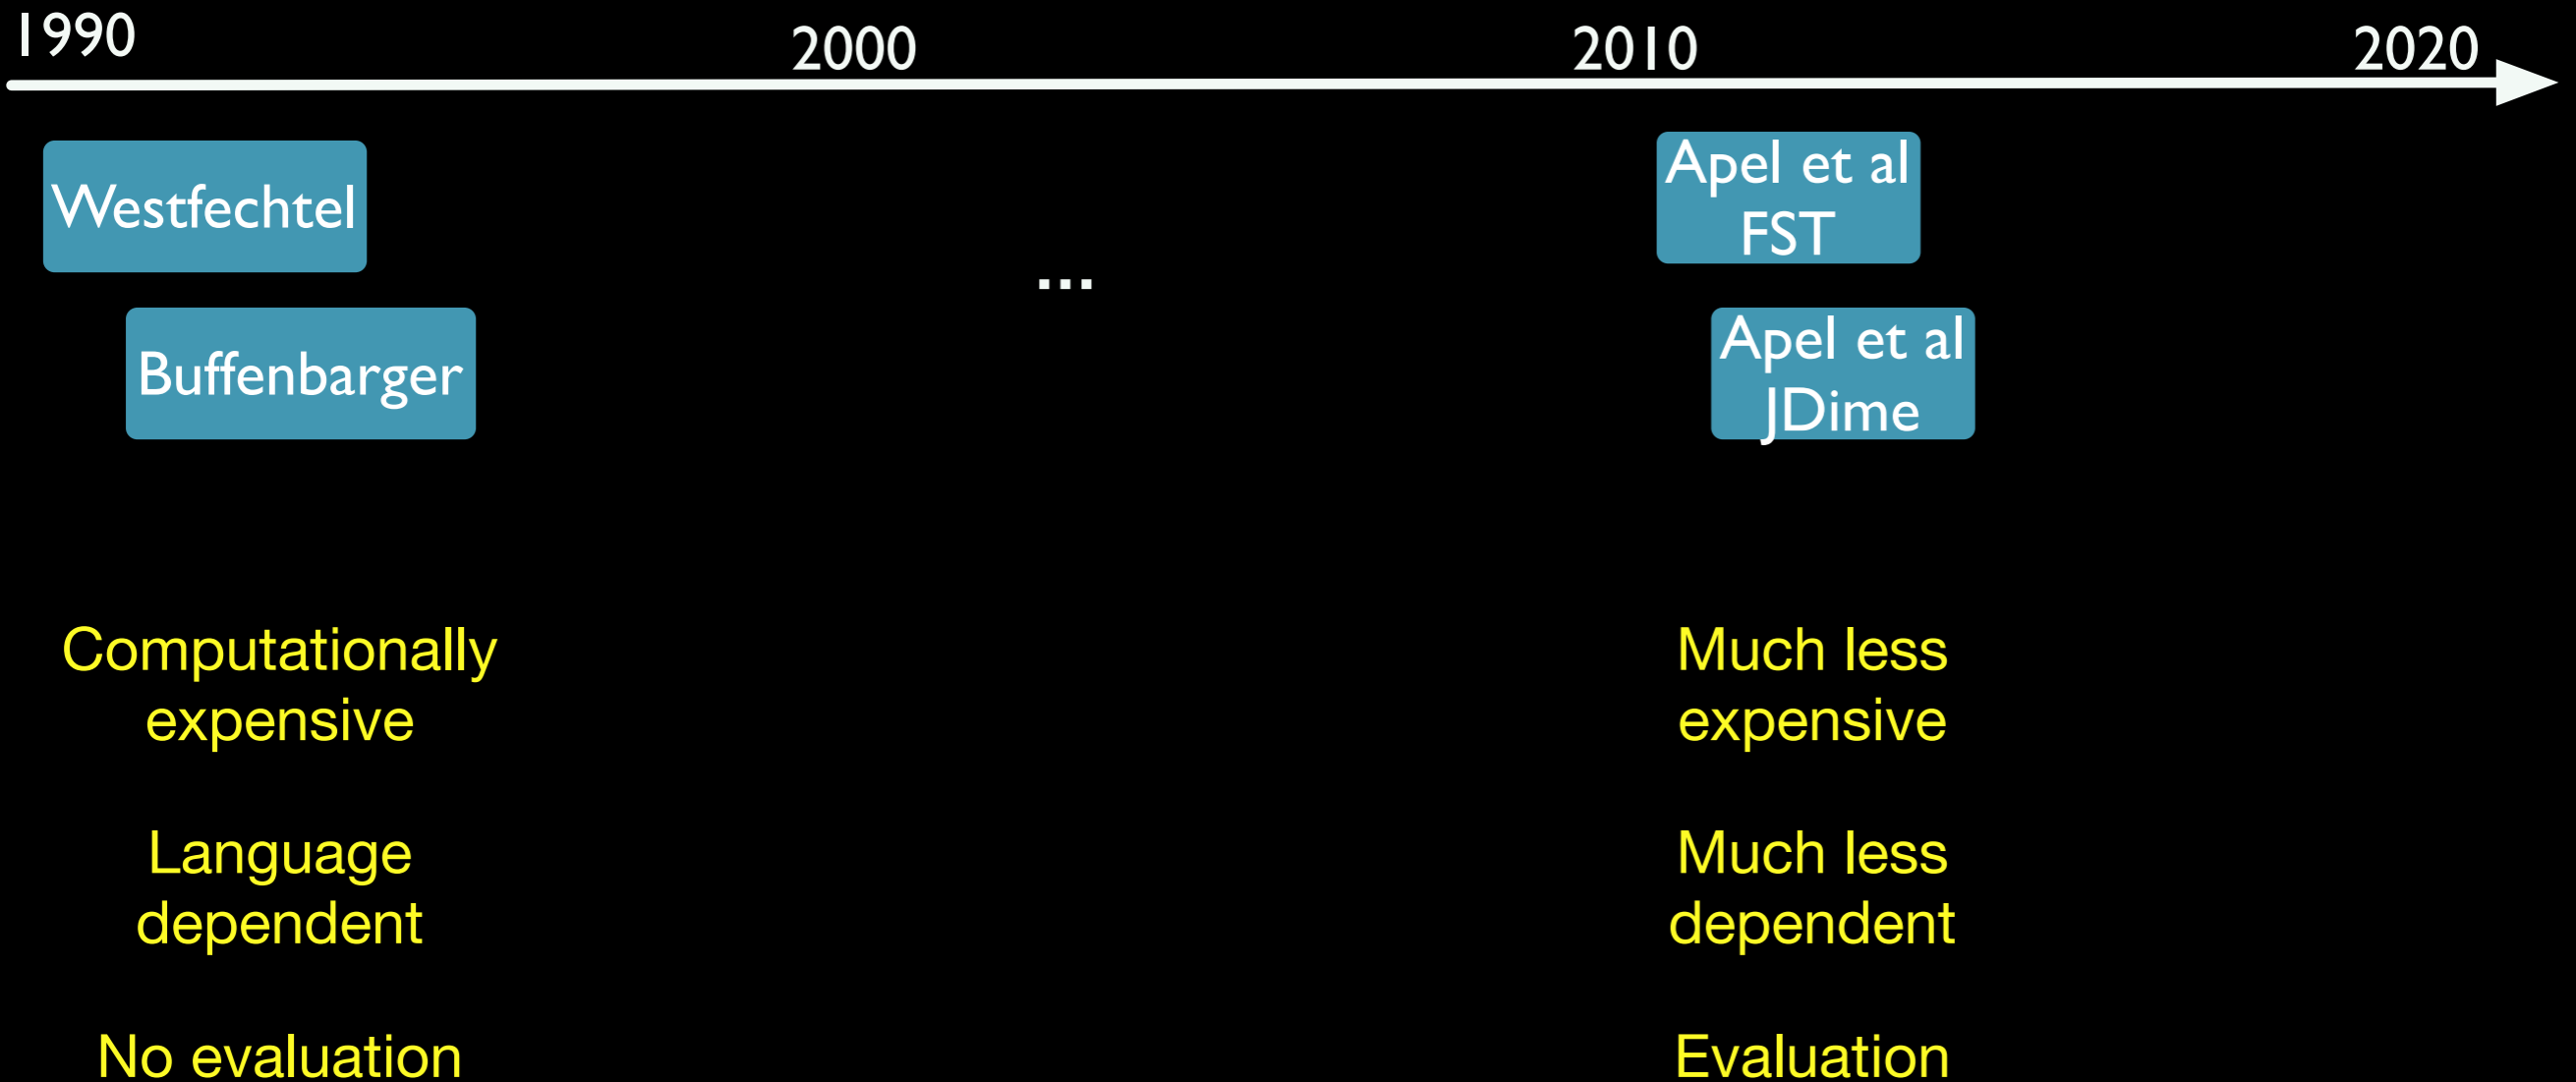 1990
2000
2010
2020
Westfechtel
Buffenbarger
...
Apel et al
FST
Apel et al
JDime
Computationally
expensive
Language
dependent
No evaluation
Much less
expensive
Much less
dependent
Evaluation